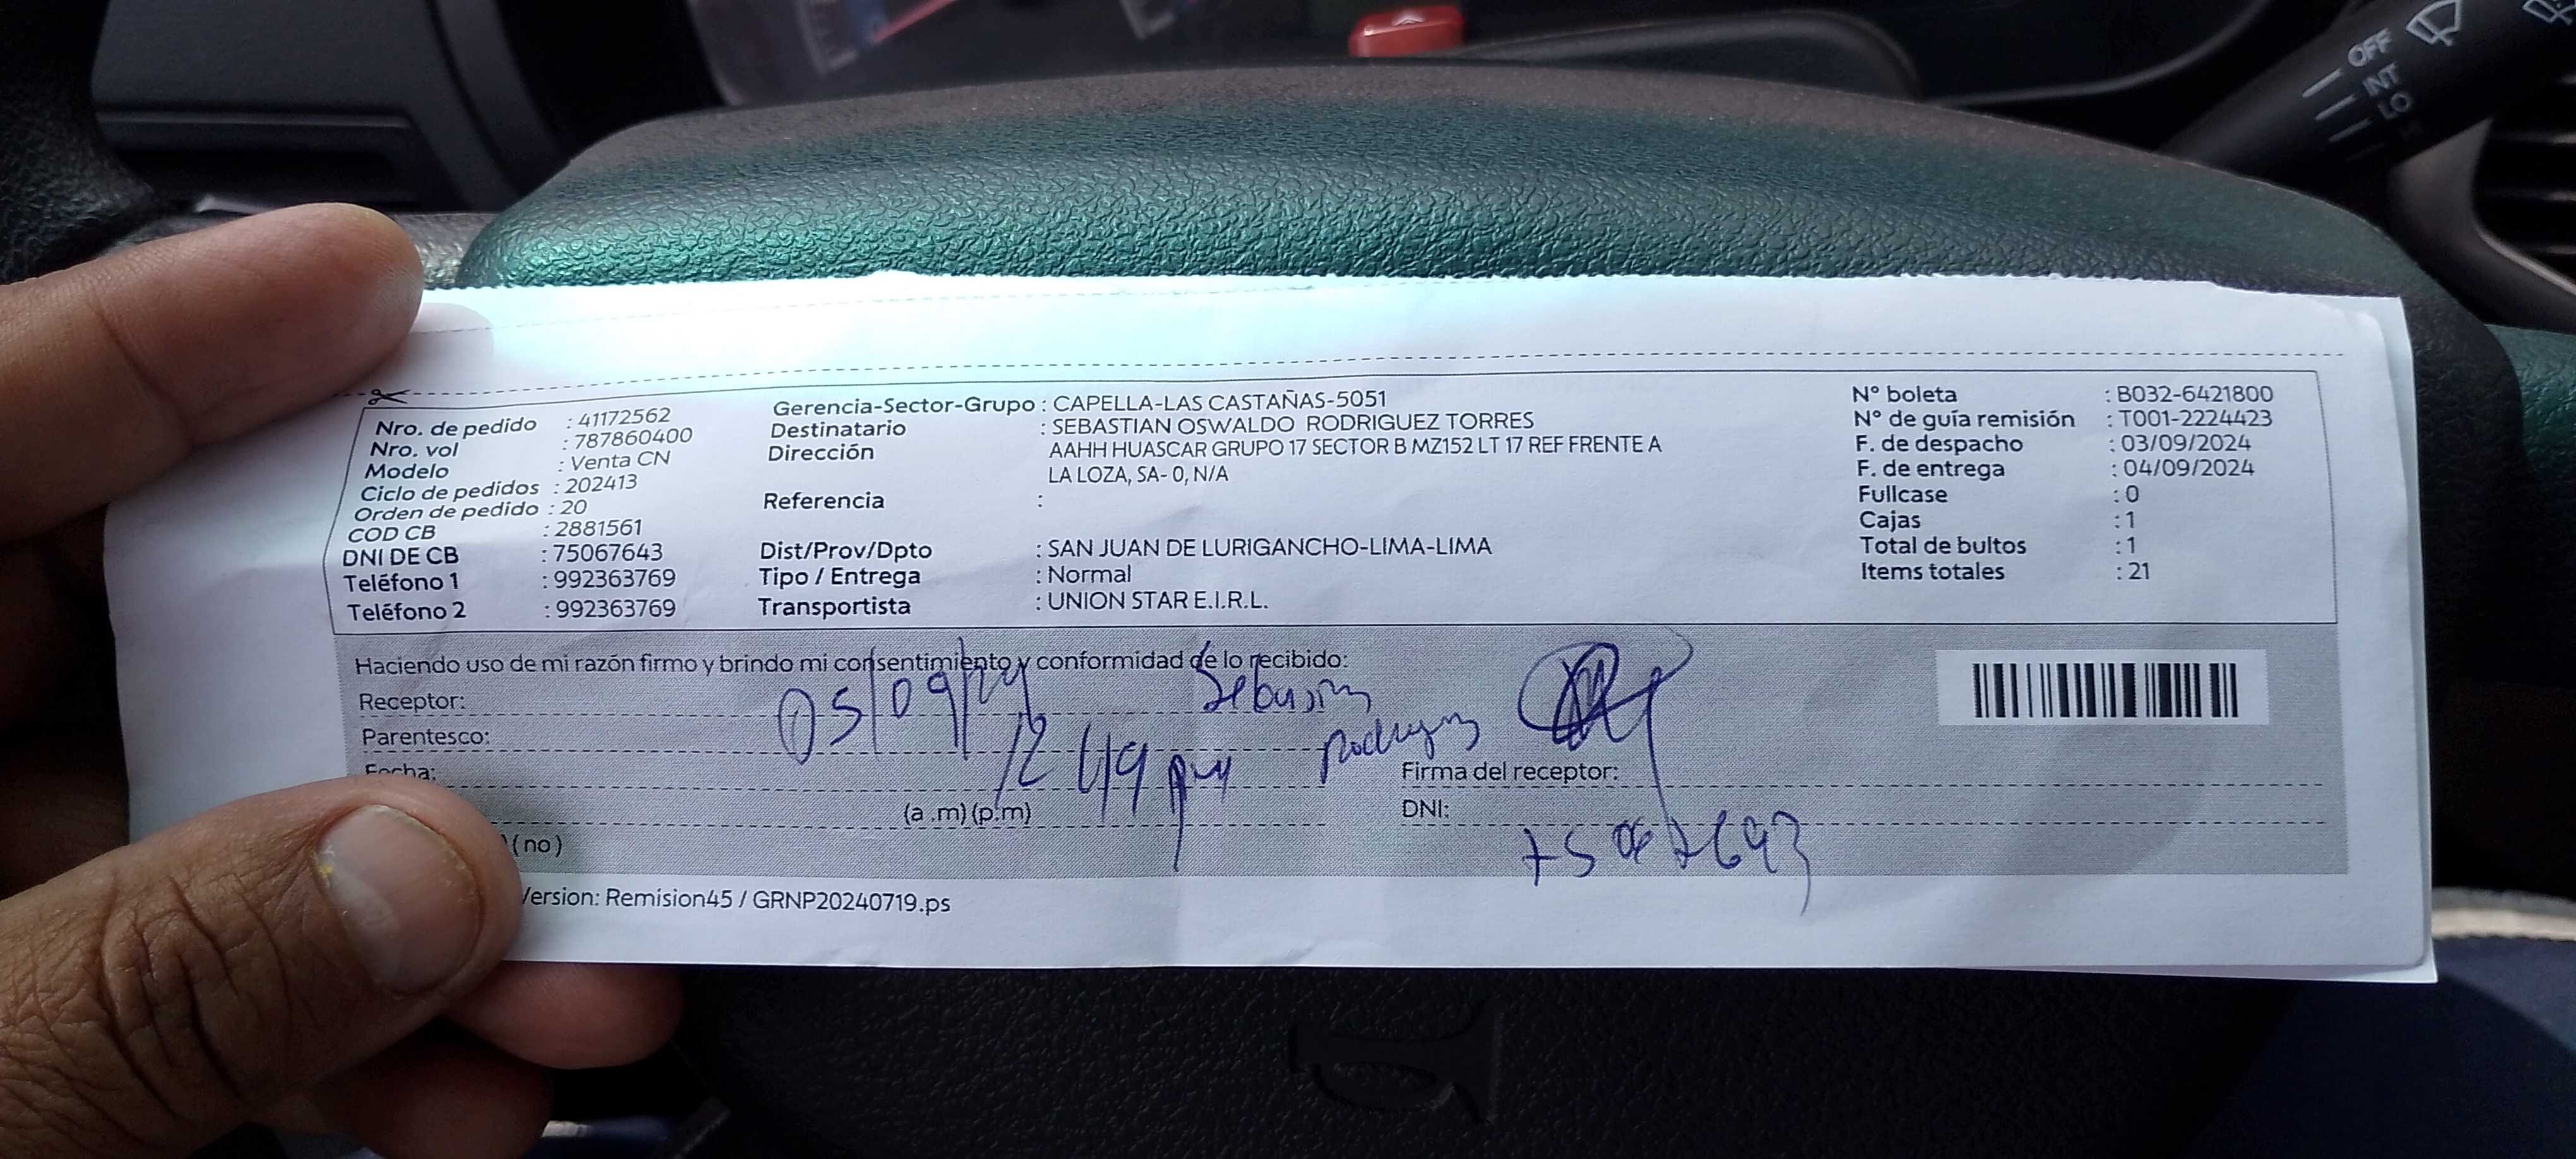 OFF
INT
LO
Nro. de pedido : 41172562
Nro. vol : 787860400
Modelo : Venta CN
Ciclo de pedidos : 202413
Orden de pedido : 20
COD CB : 2881561
DNI DE CB : 75067643
Teléfono 1 : 992363769
Teléfono 2 : 992363769
Gerencia-Sector-Grupo : CAPELLA-LAS CASTAÑAS-5051
Destinatario : SEBASTIAN OSWALDO RODRIGUEZ TORRES
Dirección AAHH HUASCAR GRUPO 17 SECTOR B MZ152 LT 17 REF FRENTE A
LA LOZA, SA- 0, N/A
Referencia :
Dist/Prov/Dpto : SAN JUAN DE LURIGANCHO-LIMA-LIMA
Tipo / Entrega : Normal
Transportista : UNION STAR E.I.R.L.
Nº boleta : B032-6421800
Nº de guía remisión : T001-2224423
F. de despacho : 03/09/2024
F. de entrega : 04/09/2024
Fullcase : 0
Cajas : 1
Total de bultos : 1
Items totales : 21
Haciendo uso de mi razón firmo y brindo mi consentimiento y conformidad de lo recibido:
Receptor: 05/09/24
Parentesco:
Fecha: 12 49 pm
(a .m) (p.m)
(no)
Firma del receptor:
DNI: 75067643
Version: Remision45 / GRNP20240719.ps